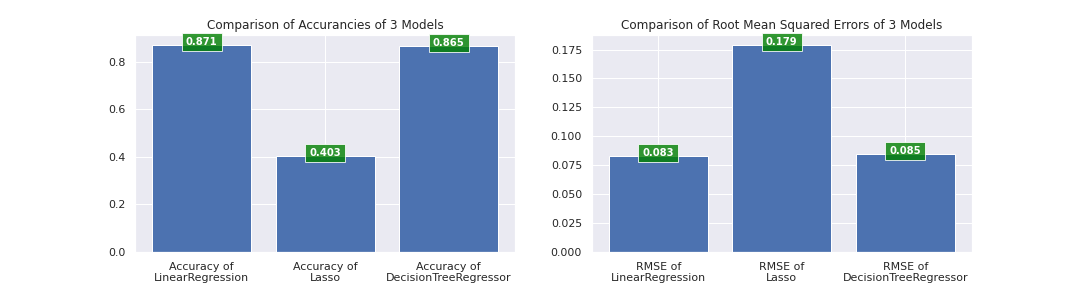 Comparison of Accurancies of 3 Models
0.871
0.403
0.865
0.8
0.6
0.4
0.2
0.0
Accuracy of
LinearRegression
Accuracy of
Lasso
Accuracy of
DecisionTreeRegressor
Comparison of Root Mean Squared Errors of 3 Models
0.083
0.179
0.085
0.175
0.150
0.125
0.100
0.075
0.050
0.025
0.000
RMSE of
LinearRegression
RMSE of
Lasso
RMSE of
DecisionTreeRegressor